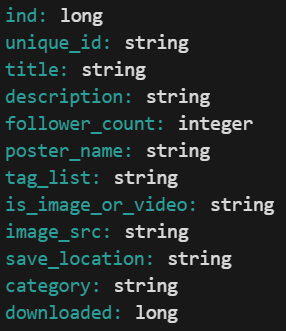 ind: long
unique_id: string
title: string
description: string
follower_count: integer
poster_name: string
tag_list: string
is_image_or_video: string
image_src: string
save_location: string
category: string
downloaded: long